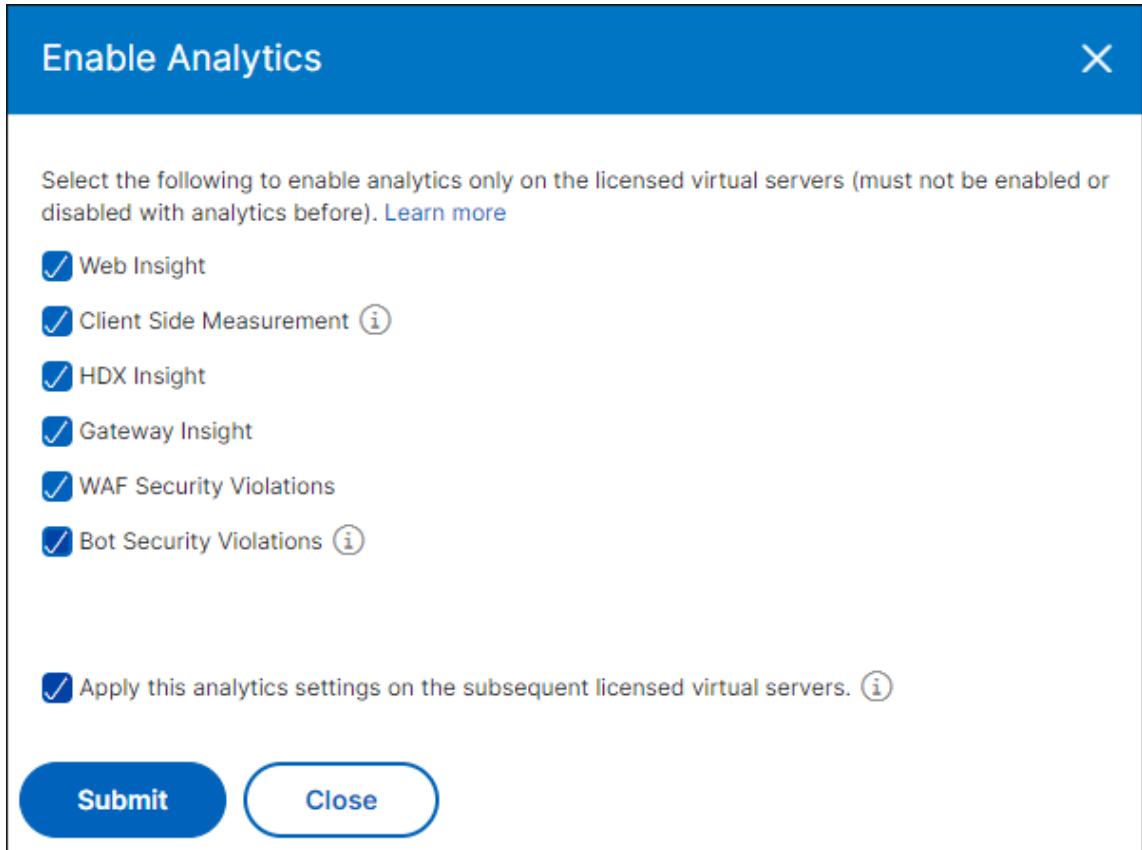 Enable Analytics
Select the following to enable analytics only on the licensed virtual servers (must not be enabled or
disabled with analytics before). Learn more
Web Insight
Client Side Measurement
HDX Insight
Gateway Insight
WAF Security Violations
Bot Security Violations
Apply this analytics settings on the subsequent licensed virtual servers.
Submit
Close